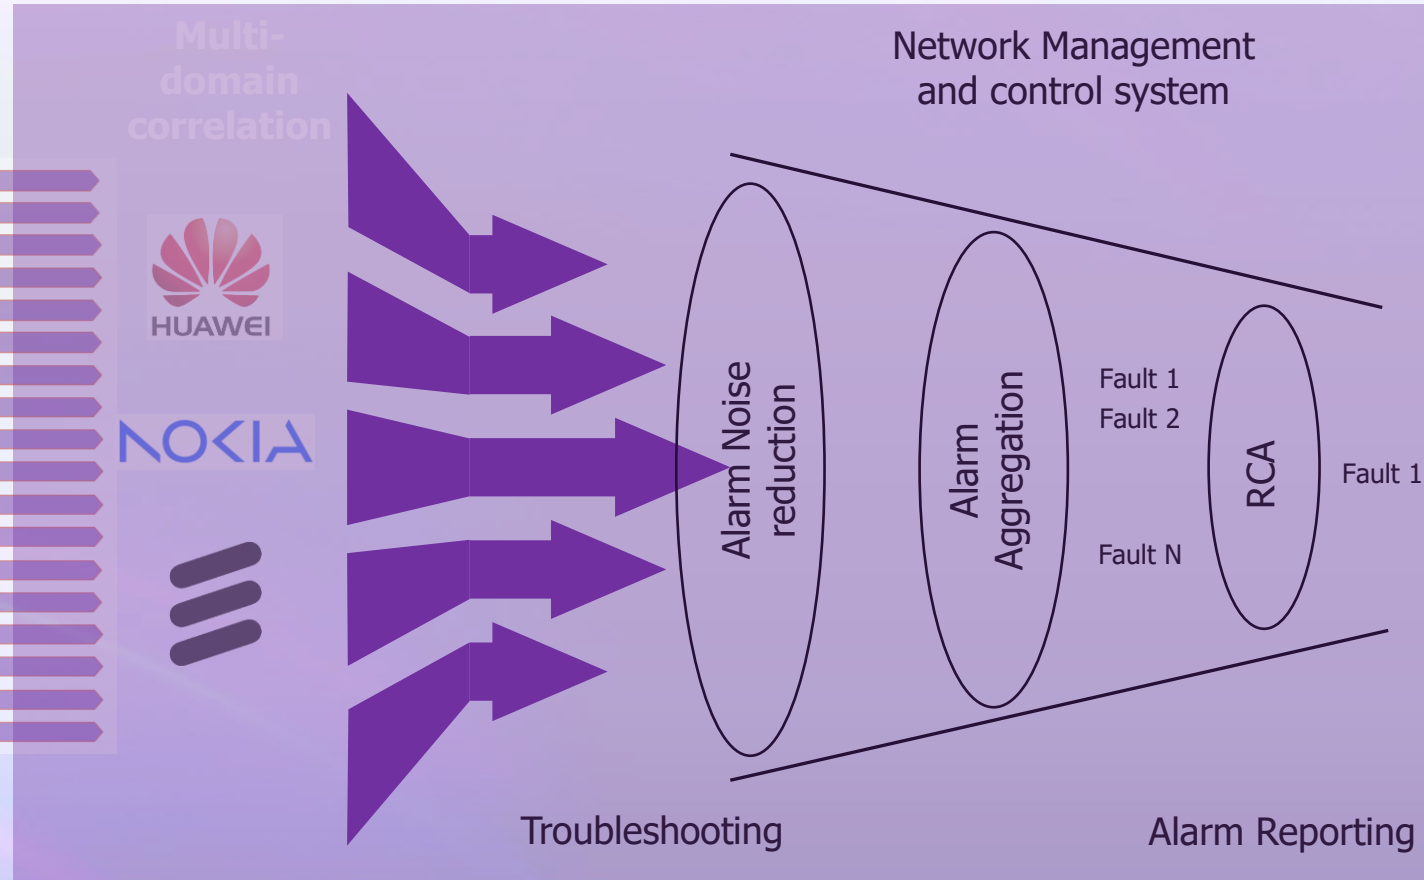 Multi-
domain
correlation
Network Management
and control system
HUAWEI
NOKIA
Alarm Noise
reduction
Alarm
Aggregation
Fault 1
Fault 2
Fault N
RCA
Fault 1
Troubleshooting
Alarm Reporting